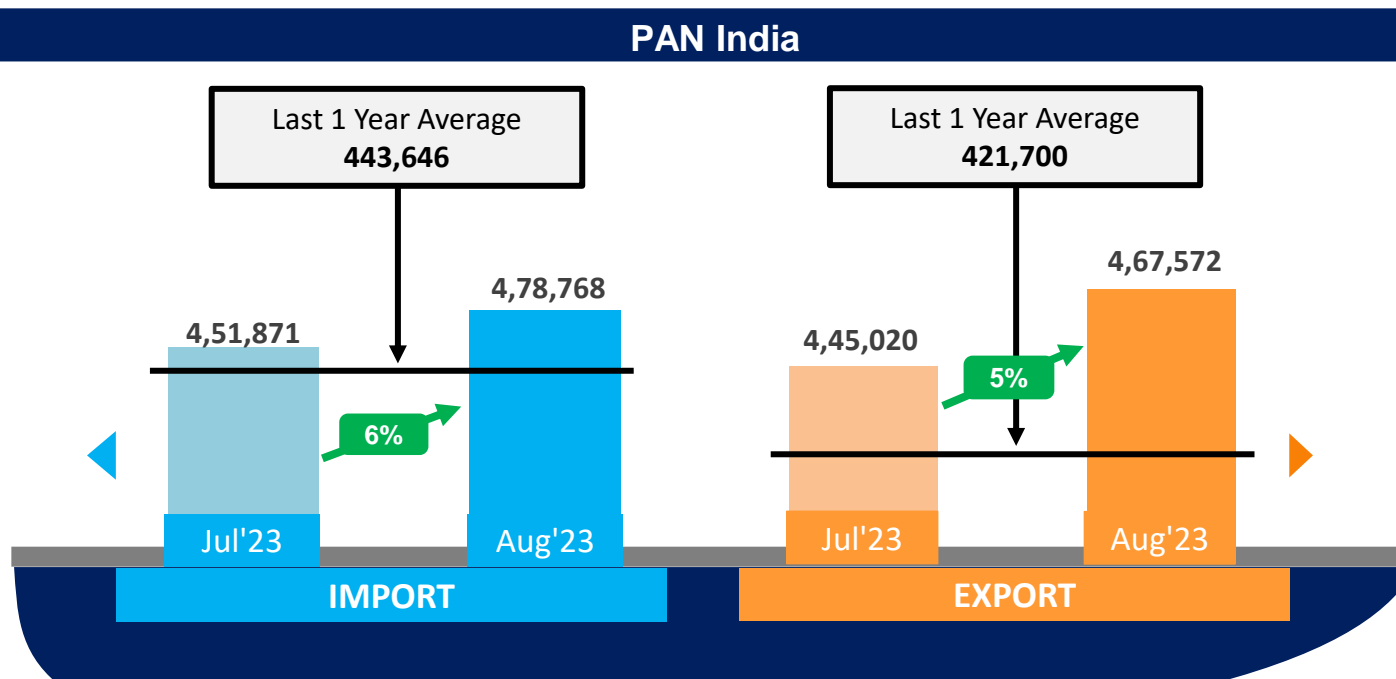 PAN India
Last 1 Year Average
443,646
4,51,871
4,78,768
6%
Jul'23
Aug'23
IMPORT
Last 1 Year Average
421,700
4,45,020
4,67,572
5%
Jul'23
Aug'23
EXPORT